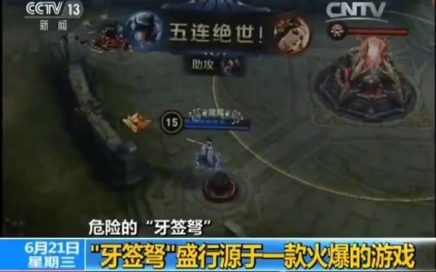 CCTV 13
新闻
CNTV
五连绝世！
助攻
15
危险的“牙签弩”
6月21日
星期三
"牙签弩"盛行源于一款火爆的游戏